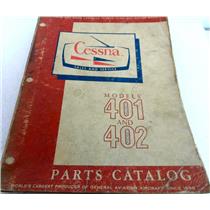 Cessna
SALES AND SERVICE
MODELS
401
AND
402
PARTS CATALOG
WORLD'S LARGEST PRODUCER OF GENERAL AVIATION AIRCRAFT SINCE 1956